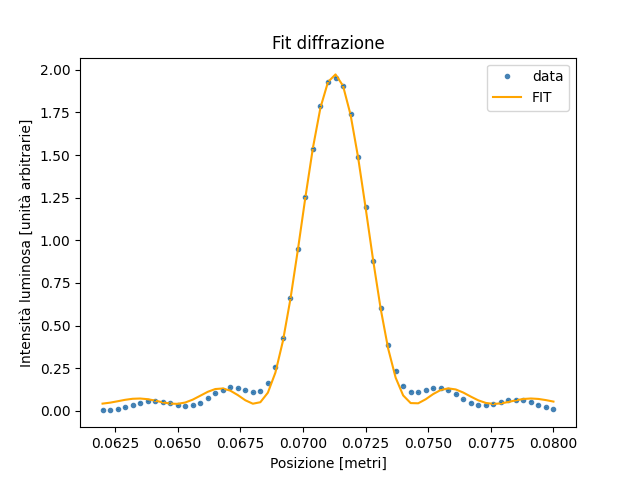 Fit diffrazione
data
FIT
Intensità luminosa [unità arbitrarie]
2.00
1.75
1.50
1.25
1.00
0.75
0.50
0.25
0.00
0.0625 0.0650 0.0675 0.0700 0.0725 0.0750 0.0775 0.0800
Posizione [metri]